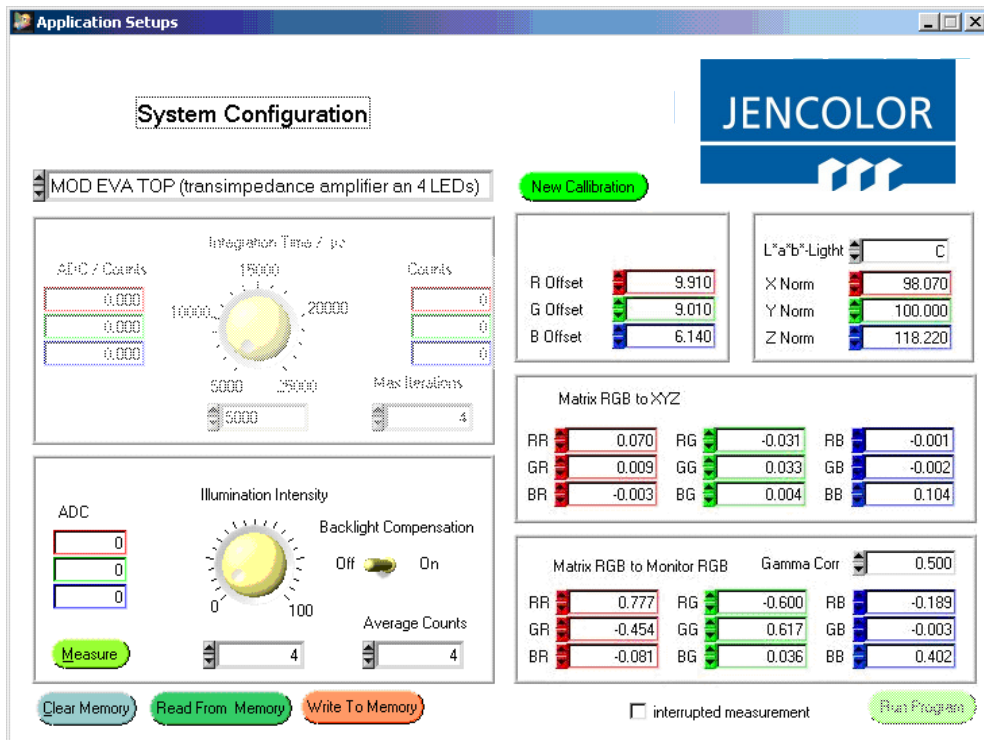 Application Setups
System Configuration
JENCOLOR
MOD EVA TOP (transimpedance amplifier an 4 LEDs)
New Callibration
Integration Time /
ADC / Counts
15000
Counts
10000
20000
0.000
0
0.000
0
0.000
0
5000
25000
Max Iterations
5000
4
R Offset 9.910
G Offset 9.010
B Offset 6.140
L*a*b*-Ligtht C
X Norm 98.070
Y Norm 100.000
Z Norm 118.220
Matrix RGB to XYZ
RR 0.070 RG -0.031 RB -0.001
GR 0.009 GG 0.033 GB -0.002
BR -0.003 BG 0.004 BB 0.104
ADC
0
0
0
Illumination Intensity
Backlight Compensation
Off On
0 100
Average Counts
Measure
4
4
Matrix RGB to Monitor RGB Gamma Corr 0.500
RR 0.777 RG -0.600 RB -0.189
GR -0.454 GG 0.617 GB -0.003
BR -0.081 BG 0.036 BB 0.402
Clear Memory Read From Memory Write To Memory
interrupted measurement
Run Program